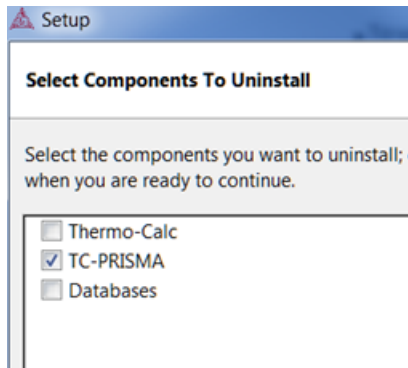 Setup
Select Components To Uninstall
Select the components you want to uninstall;
when you are ready to continue.
Thermo-Calc
TC-PRISMA
Databases